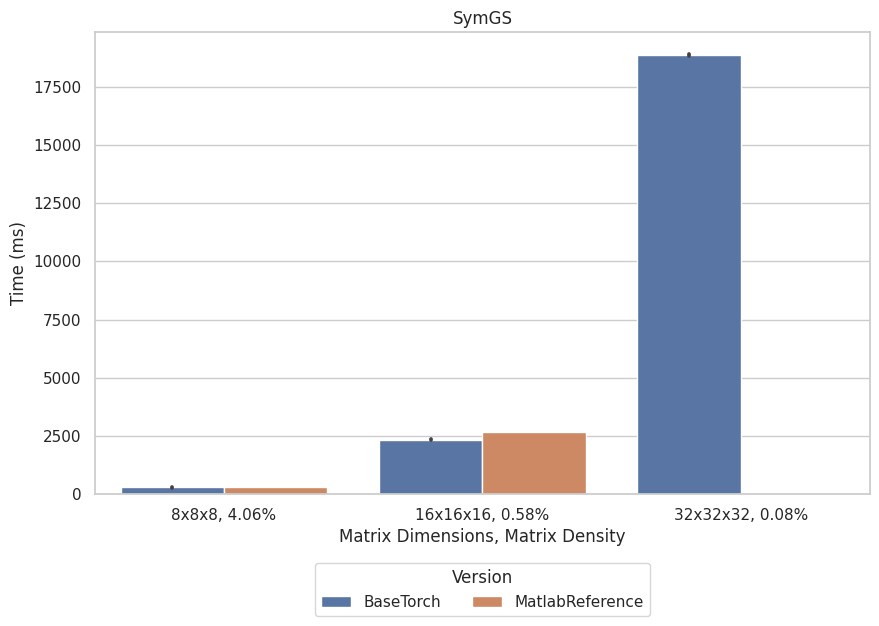 SymGS
Time (ms)
17500
15000
12500
10000
7500
5000
2500
0
8x8x8, 4.06%
16x16x16, 0.58%
32x32x32, 0.08%
Matrix Dimensions, Matrix Density
Version
BaseTorch
MatlabReference